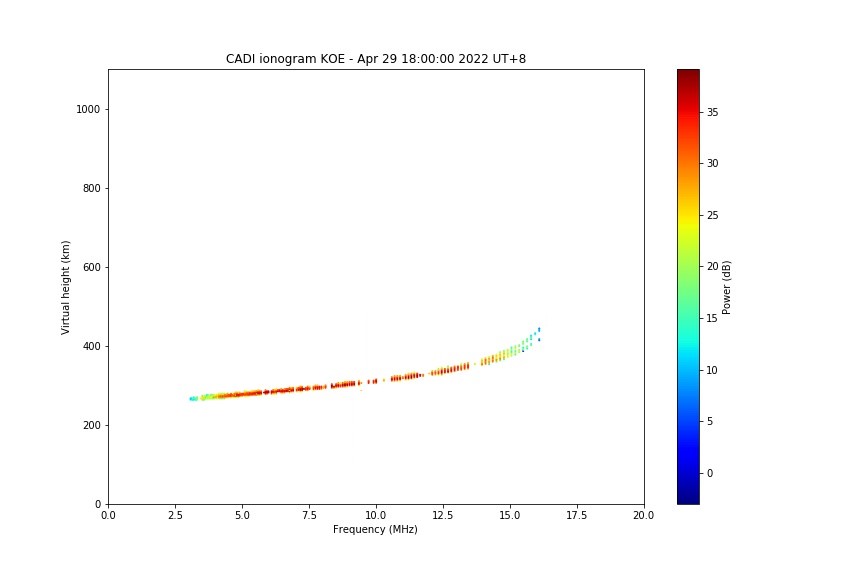 CADI ionogram KOE - Apr 29 18:00:00 2022 UT+8
1000
800
600
400
200
0
Virtual height (km)
0.0 2.5 5.0 7.5 10.0 12.5 15.0 17.5 20.0
Frequency (MHz)
35
30
25
20
15
10
5
0
Power (dB)